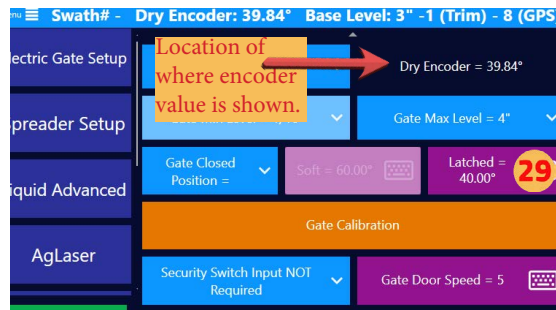 Swath# - Dry Encoder: 39.84° Base Level: 3" -1 (Trim) - 8 (GPS
Location of
where encoder
value is shown.
lectric Gate Setup
Dry Encoder = 39.84°
preader Setup
Gate Max Level = 4"
Gate Closed
Position =
Soft = 60.00°
Latched =
40.00°
29
iquid Advanced
Gate Calibration
AgLaser
Security Switch Input NOT
Required
Gate Door Speed = 5